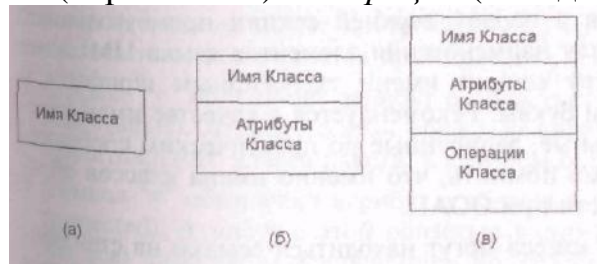 Имя Класса
Имя Класса
Атрибуты
Класса
Имя Класса
Атрибуты
Класса
Операции
Класса
(а)
(б)
(в)